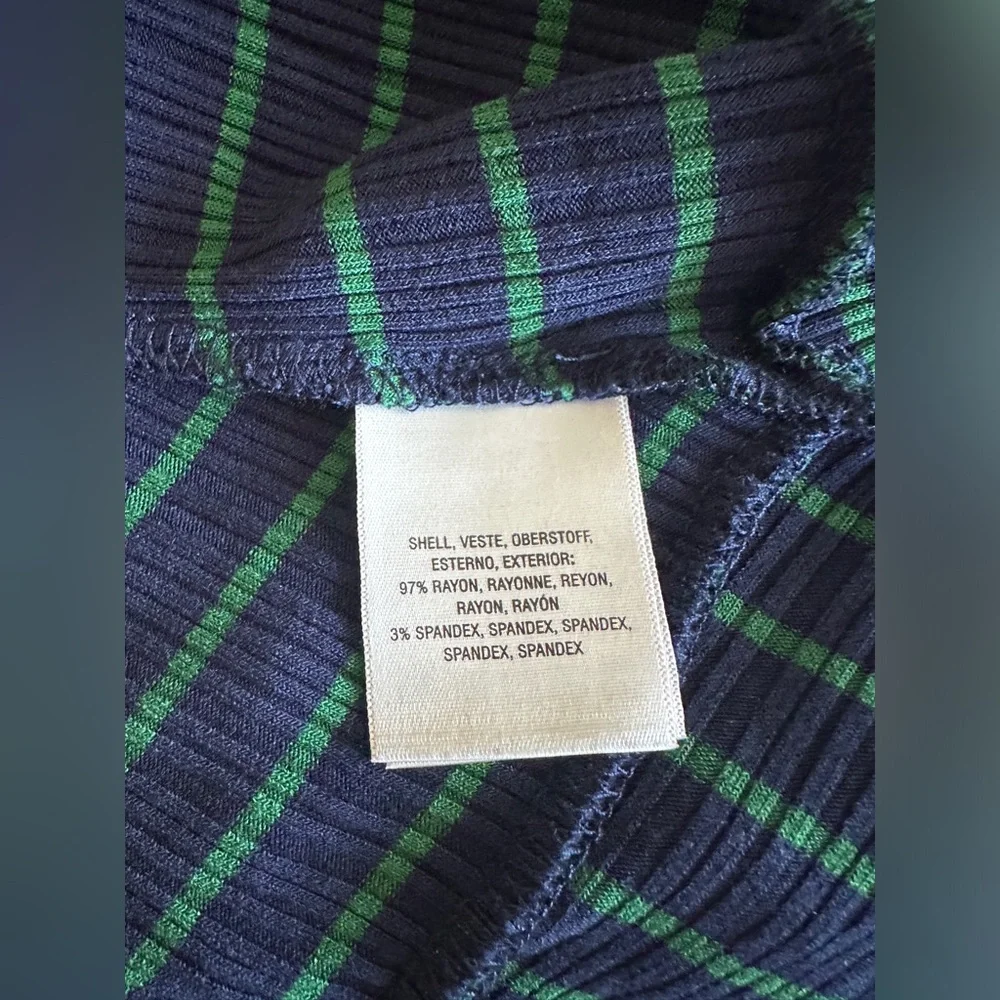 SHELL, VESTE, OBERSTOFF,
ESTERNO, EXTERIOR:
97% RAYON, RAYONNE, REYON,
RAYON, RAYÓN
3% SPANDEX, SPANDEX, SPANDEX,
SPANDEX, SPANDEX